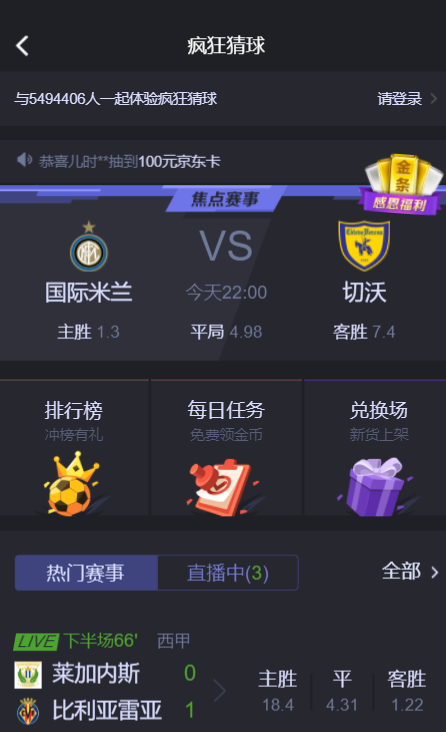 疯狂猜球
与5494406人一起体验疯狂猜球 请登录
恭喜儿时**抽到100元京东卡
金条
感恩福利
焦点赛事
VS
国际米兰 今天22:00 切沃
主胜 1.3 平局 4.98 客胜 7.4
排行榜 每日任务 兑换场
冲榜有礼 免费领金币 新货上架
热门赛事 直播中(3) 全部
LIVE 下半场66' 西甲
莱加内斯 0 主胜 平 客胜
比利亚雷亚 1 18.4 4.31 1.22